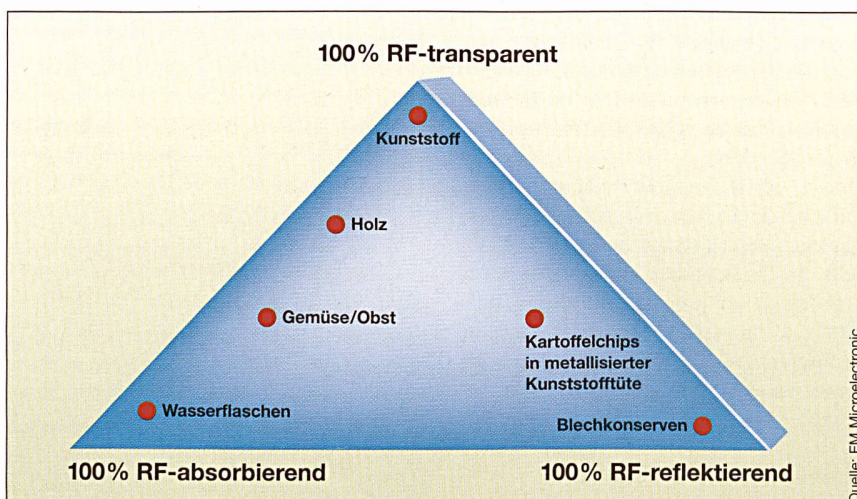 100% RF-transparent
Kunststoff
Holz
Gemüse/Obst
Kartoffelchips
in metallisierter
Kunststofftüte
Wasserflaschen
Blechkonserven
100% RF-absorbierend
100% RF-reflektierend
Quelle: EM Microelectronic